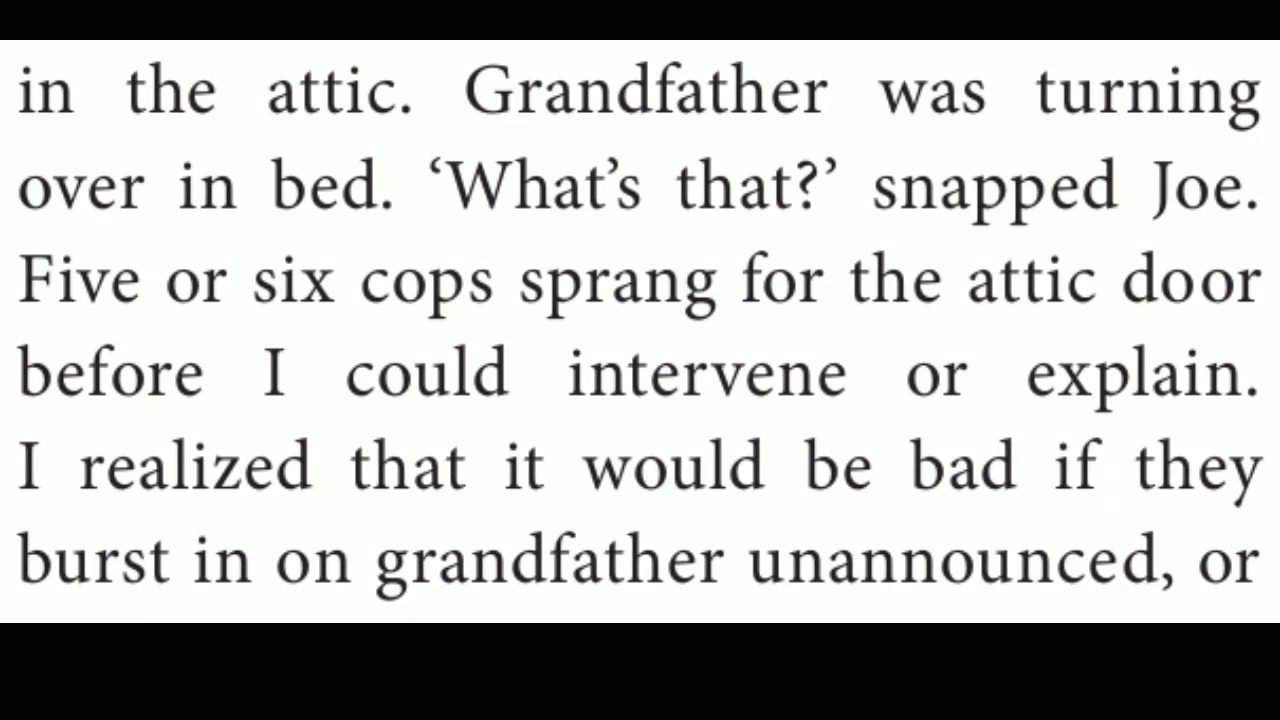 in the attic. Grandfather was turning
over in bed. ‘What’s that?’ snapped Joe.
Five or six cops sprang for the attic door
before I could intervene or explain.
I realized that it would be bad if they
burst in on grandfather unannounced, or